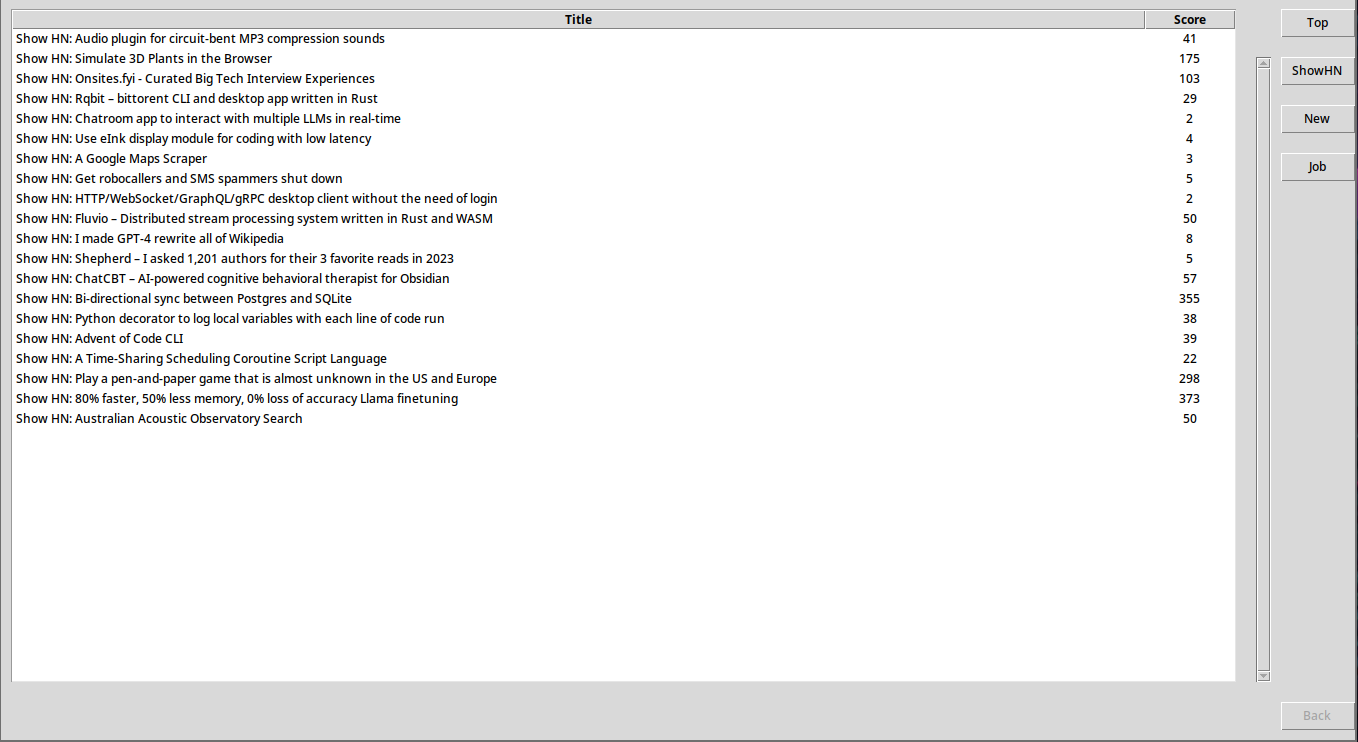 Title Score
Show HN: Audio plugin for circuit-bent MP3 compression sounds 41
Show HN: Simulate 3D Plants in the Browser 175
Show HN: Onsites.fyi - Curated Big Tech Interview Experiences 103
Show HN: Rqbit – bittorent CLI and desktop app written in Rust 29
Show HN: Chatroom app to interact with multiple LLMs in real-time 2
Show HN: Use eInk display module for coding with low latency 4
Show HN: A Google Maps Scraper 3
Show HN: Get robocallers and SMS spammers shut down 5
Show HN: HTTP/WebSocket/GraphQL/gRPC desktop client without the need of login 2
Show HN: Fluvio – Distributed stream processing system written in Rust and WASM 50
Show HN: I made GPT-4 rewrite all of Wikipedia 8
Show HN: Shepherd – I asked 1,201 authors for their 3 favorite reads in 2023 5
Show HN: ChatCBT – AI-powered cognitive behavioral therapist for Obsidian 57
Show HN: Bi-directional sync between Postgres and SQLite 355
Show HN: Python decorator to log local variables with each line of code run 38
Show HN: Advent of Code CLI 39
Show HN: A Time-Sharing Scheduling Coroutine Script Language 22
Show HN: Play a pen-and-paper game that is almost unknown in the US and Europe 298
Show HN: 80% faster, 50% less memory, 0% loss of accuracy Llama finetuning 373
Show HN: Australian Acoustic Observatory Search 50
Top
ShowHN
New
Job
Back